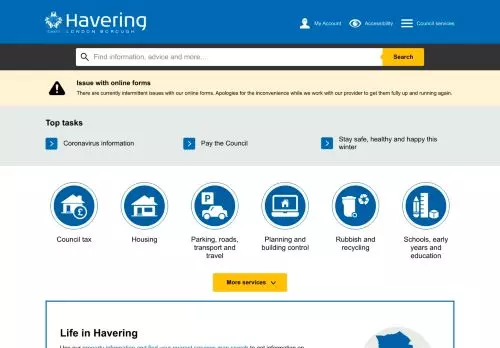 Havering
LONDON BOROUGH
My Account
Accessibility
Council services
Find information, advice and more...
Search
Issue with online forms
There are currently intermittent issues with our online forms. Apologies for the inconvenience while we work with our provider to get them fully up and running again.
Top tasks
Coronavirus information
Pay the Council
Stay safe, healthy and happy this
winter
Council tax
Housing
Parking, roads,
transport and
travel
Planning and
building control
Rubbish and
recycling
Schools, early
years and
education
More services
Life in Havering